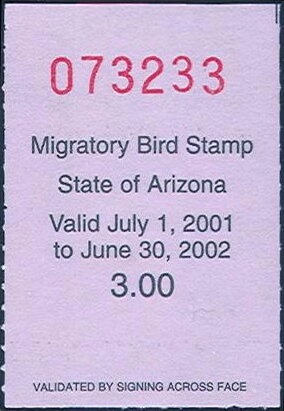 073233
Migratory Bird Stamp
State of Arizona
Valid July 1, 2001
to June 30, 2002
3.00
VALIDATED BY SIGNING ACROSS FACE